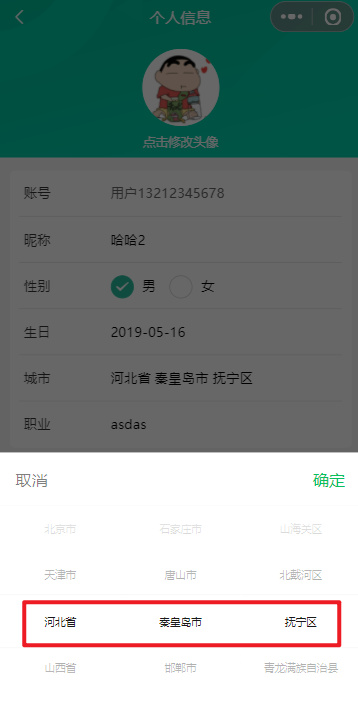 个人信息
点击修改头像
账号 用户13212345678
昵称 哈哈2
性别 男 女
生日 2019-05-16
城市 河北省 秦皇岛市 抚宁区
职业 asdas
取消 确定
北京市 石家庄市 山海关区
天津市 唐山市 北戴河区
河北省 秦皇岛市 抚宁区
山西省 邯郸市 青龙满族自治县